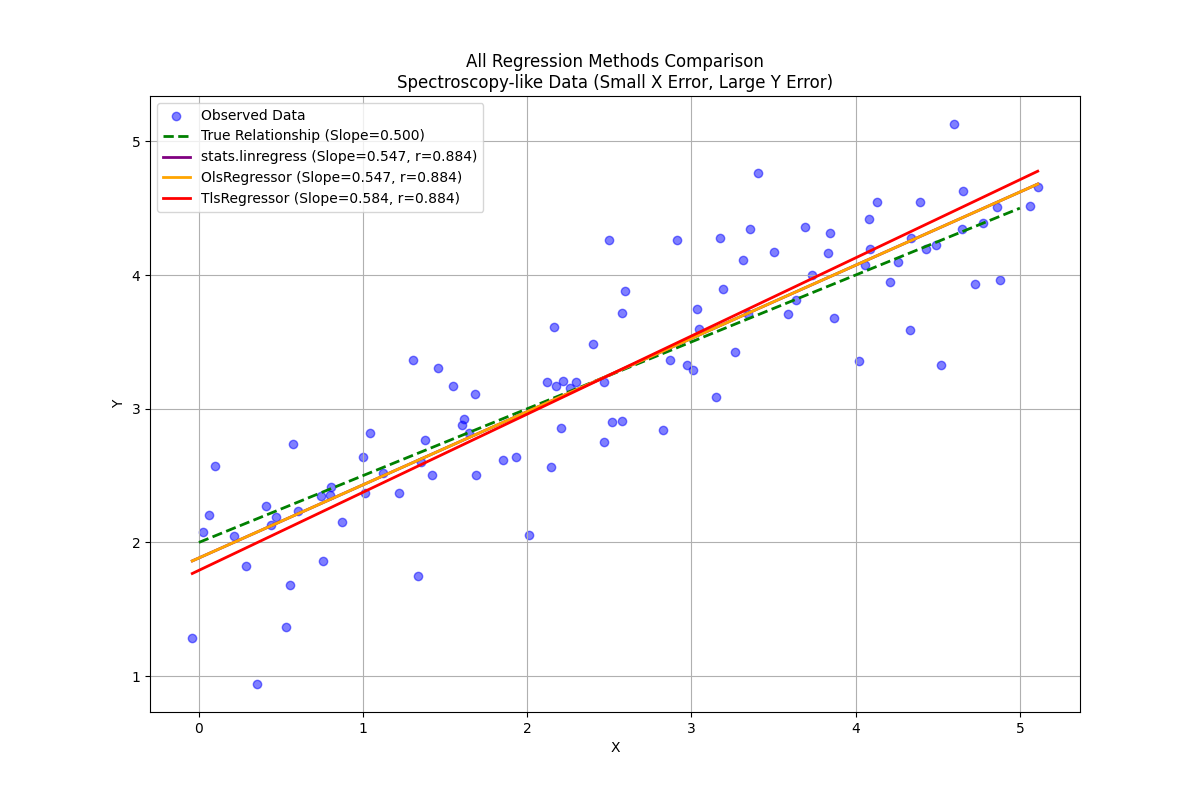 All Regression Methods Comparison
Spectroscopy-like Data (Small X Error, Large Y Error)
Observed Data
True Relationship (Slope=0.500)
stats.linregress (Slope=0.547, r=0.884)
OlsRegressor (Slope=0.547, r=0.884)
TlsRegressor (Slope=0.584, r=0.884)
5
4
3
2
1
Y
0 1 2 3 4 5
X